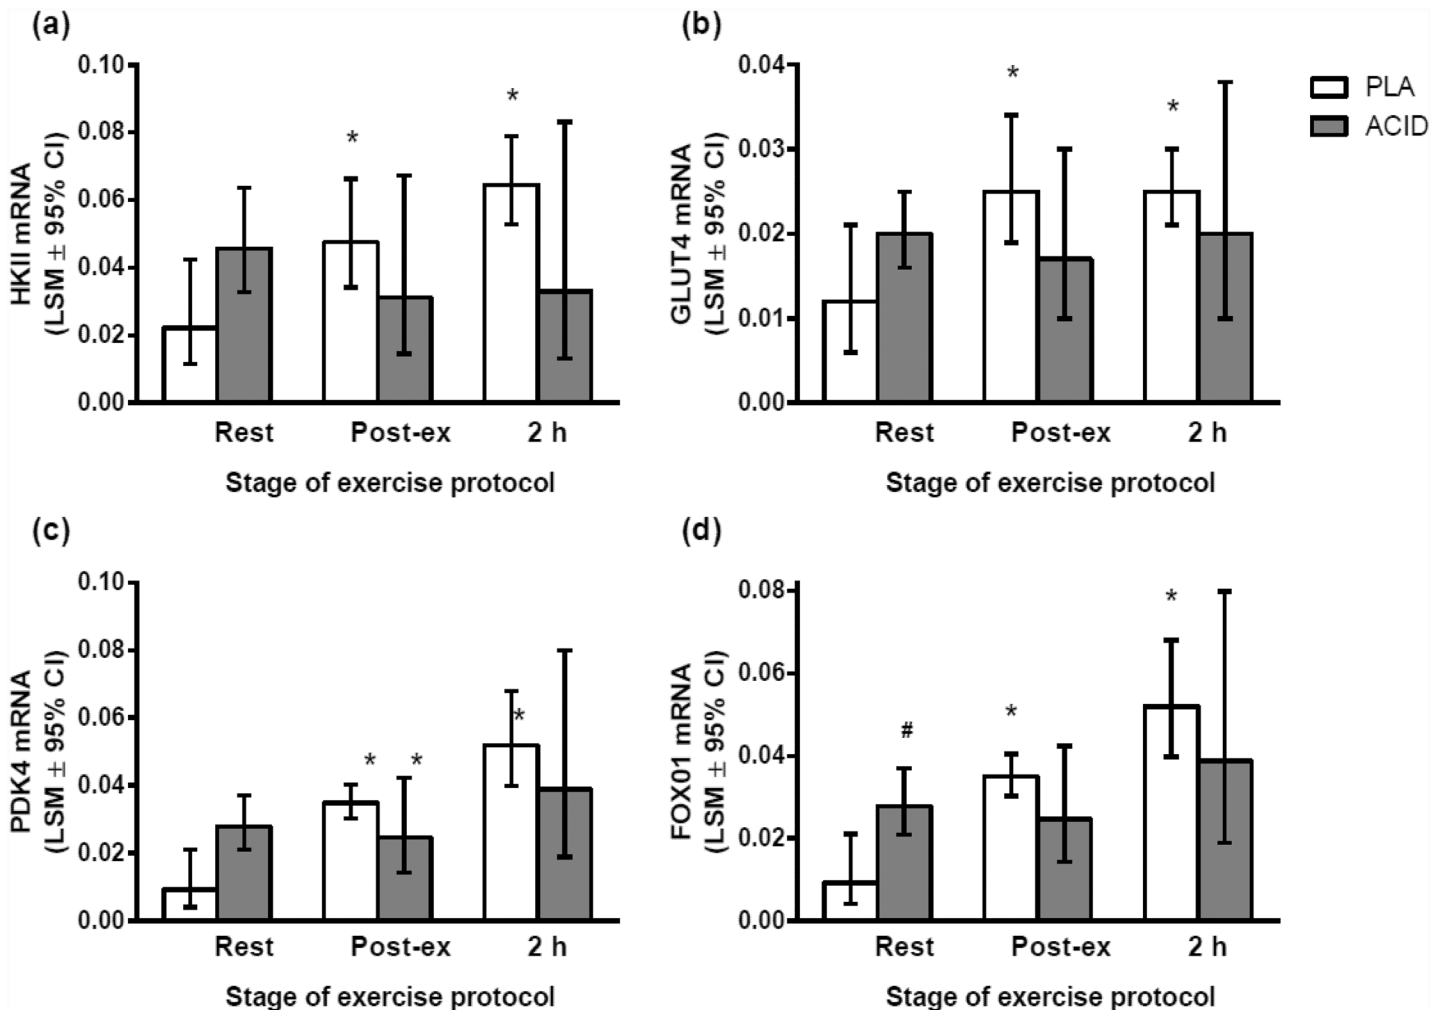 (a)
HKII mRNA
(LSM ± 95% CI)
0.10
0.08
0.06
0.04
0.02
0.00
*
*
Rest Post-ex 2 h
Stage of exercise protocol
(b)
GLUT4 mRNA
(LSM ± 95% CI)
0.04
0.03
0.02
0.01
0.00
*
*
Rest Post-ex 2 h
Stage of exercise protocol
PLA
ACID
(c)
PDK4 mRNA
(LSM ± 95% CI)
0.10
0.08
0.06
0.04
0.02
0.00
* *
*
Rest Post-ex 2 h
Stage of exercise protocol
(d)
FOX01 mRNA
(LSM ± 95% CI)
0.08
0.06
0.04
0.02
0.00
#
*
*
Rest Post-ex 2 h
Stage of exercise protocol